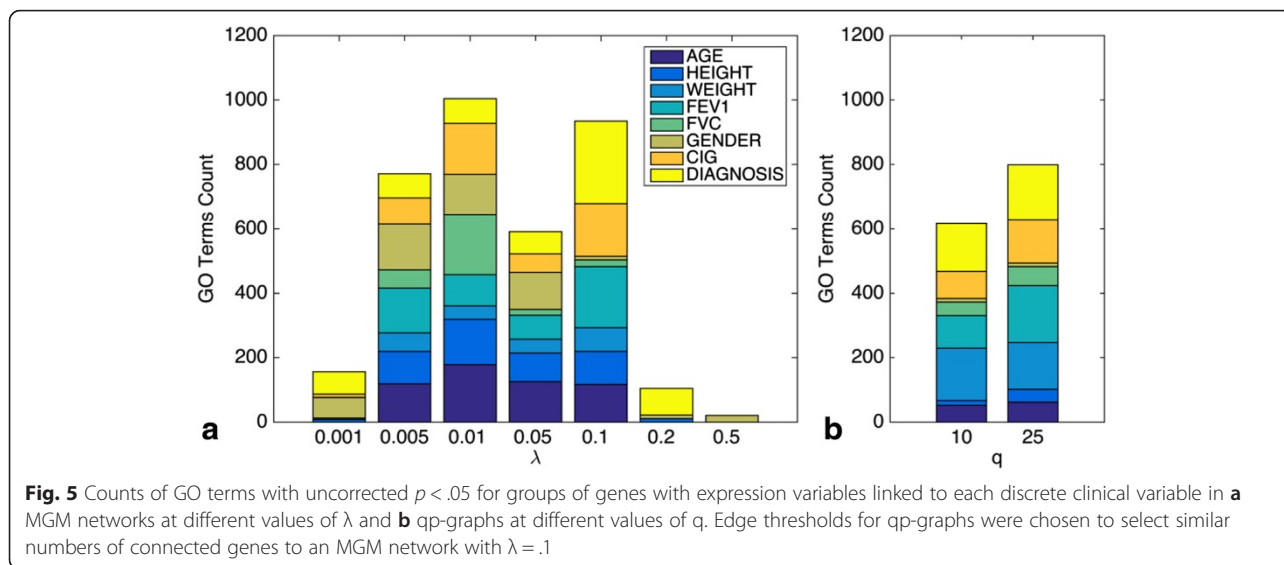 1200
1000
800
600
400
200
0
GO Terms Count
AGE
HEIGHT
WEIGHT
FEV1
FVC
GENDER
CIG
DIAGNOSIS
0.001 0.005 0.01 0.05 0.1 0.2 0.5
λ
a
1200
1000
800
600
400
200
0
GO Terms Count
10 25
q
b
Fig. 5 Counts of GO terms with uncorrected p < .05 for groups of genes with expression variables linked to each discrete clinical variable in a
MGM networks at different values of λ and b qp-graphs at different values of q. Edge thresholds for qp-graphs were chosen to select similar
numbers of connected genes to an MGM network with λ = .1